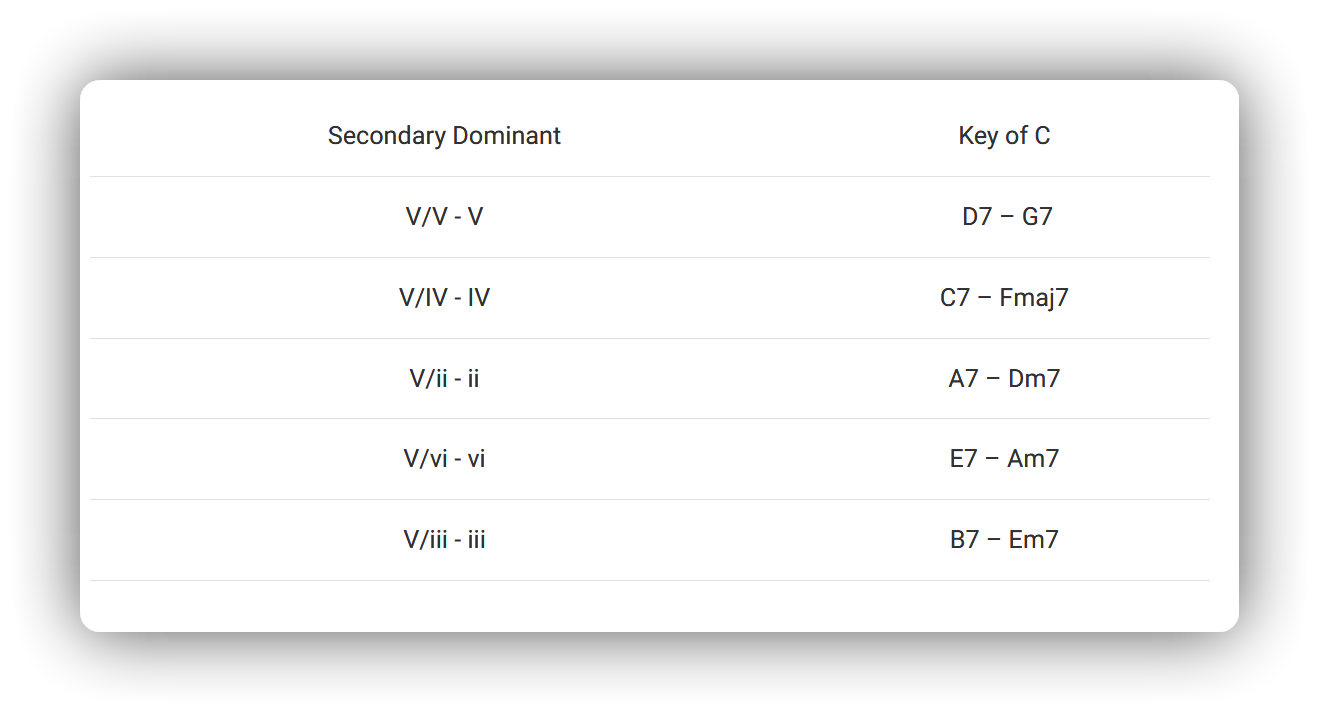 Secondary Dominant Key of C
V/V - V D7 – G7
V/IV - IV C7 – Fmaj7
V/ii - ii A7 – Dm7
V/vi - vi E7 – Am7
V/iii - iii B7 – Em7